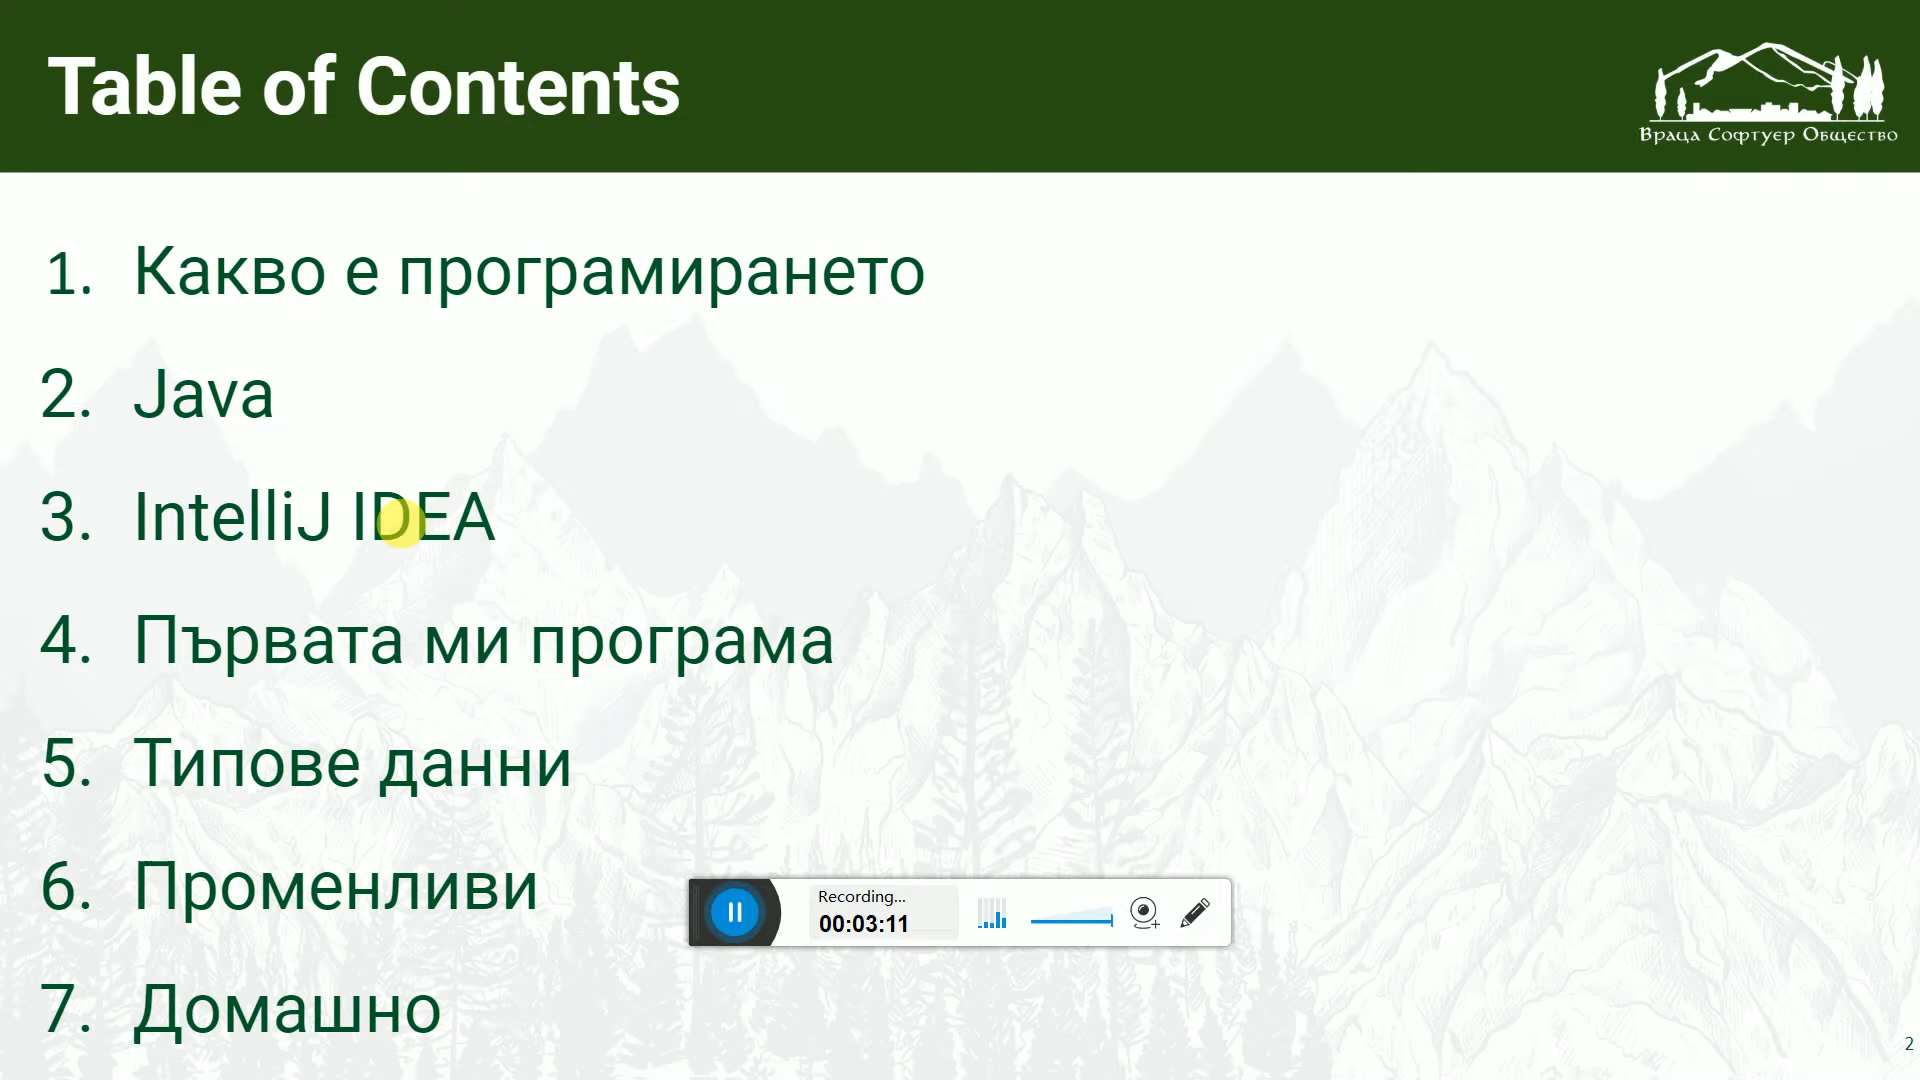 Table of Contents
Враца Софтуер Общество
1. Какво е програмирането
2. Java
3. IntelliJ IDEA
4. Първата ми програма
5. Типове данни
6. Променливи
Recording...
00:03:11
7. Домашно
2